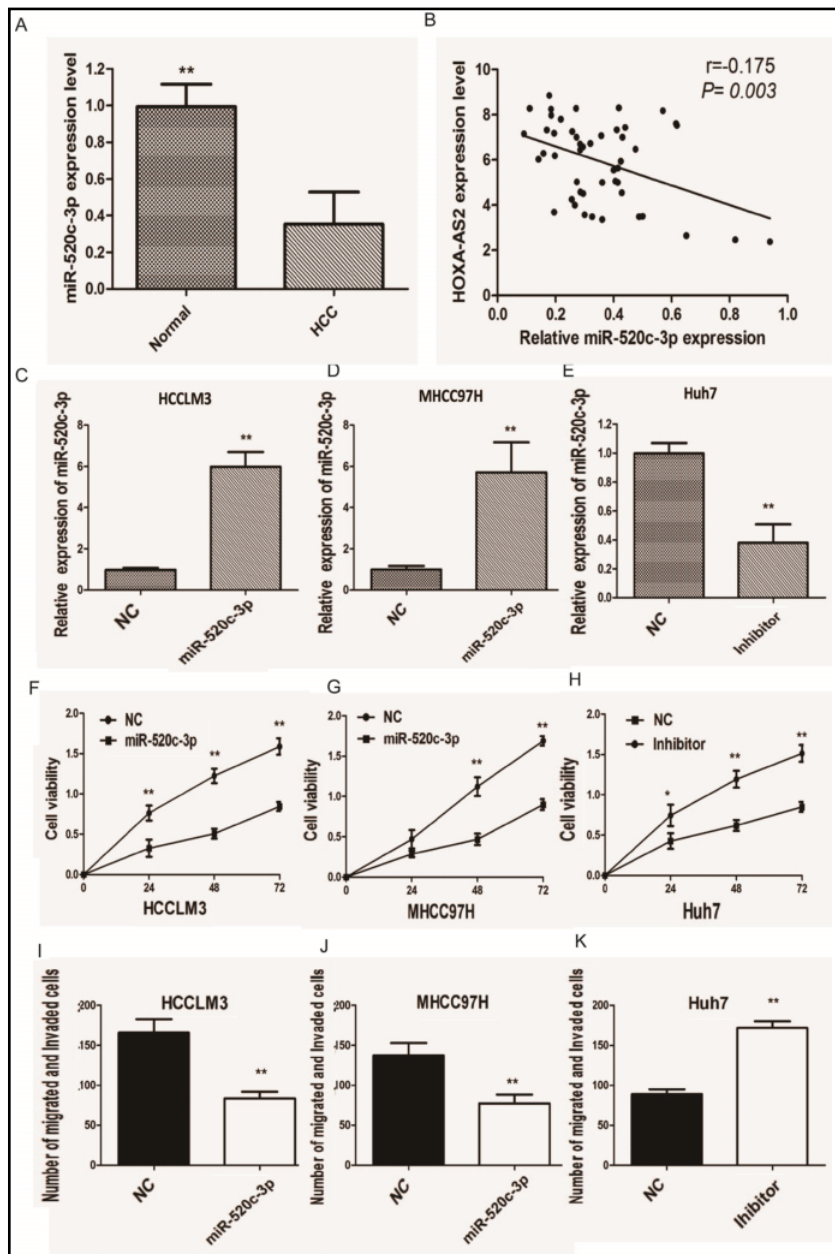 A
miR-520c-3p expression level
1.2
1.0
0.8
0.6
0.4
0.2
0.0
**
Normal
HCC
B
HOXA-AS2 expression level
10
8
6
4
2
0
r=-0.175
P= 0.003
0.0 0.2 0.4 0.6 0.8 1.0
Relative miR-520c-3p expression
C
HCCLM3
Relative expression of miR-520c-3p
8
6
4
2
0
**
NC
miR-520c-3p
D
MHCC97H
Relative expression of miR-520c-3p
8
6
4
2
0
**
NC
miR-520c-3p
E
Huh7
Relative expression of miR-520c-3p
1.2
1.0
0.8
0.6
0.4
0.2
0.0
**
NC
Inhibitor
F
Cell viability
2.0
1.5
1.0
0.5
0.0
NC
miR-520c-3p
** ** **
0 24 48 72
HCCLM3
G
Cell viability
2.0
1.5
1.0
0.5
0.0
NC
miR-520c-3p
** **
0 24 48 72
MHCC97H
H
Cell viability
2.0
1.5
1.0
0.5
0.0
NC
Inhibitor
* ** **
0 24 48 72
Huh7
I
HCCLM3
Number of migrated and Invaded cells
200
150
100
50
0
**
NC
miR-520c-3p
J
MHCC97H
Number of migrated and Invaded cells
200
150
100
50
0
**
NC
miR-520c-3p
K
Huh7
Number of migrated and Invaded cells
200
150
100
50
0
**
NC
Inhibitor